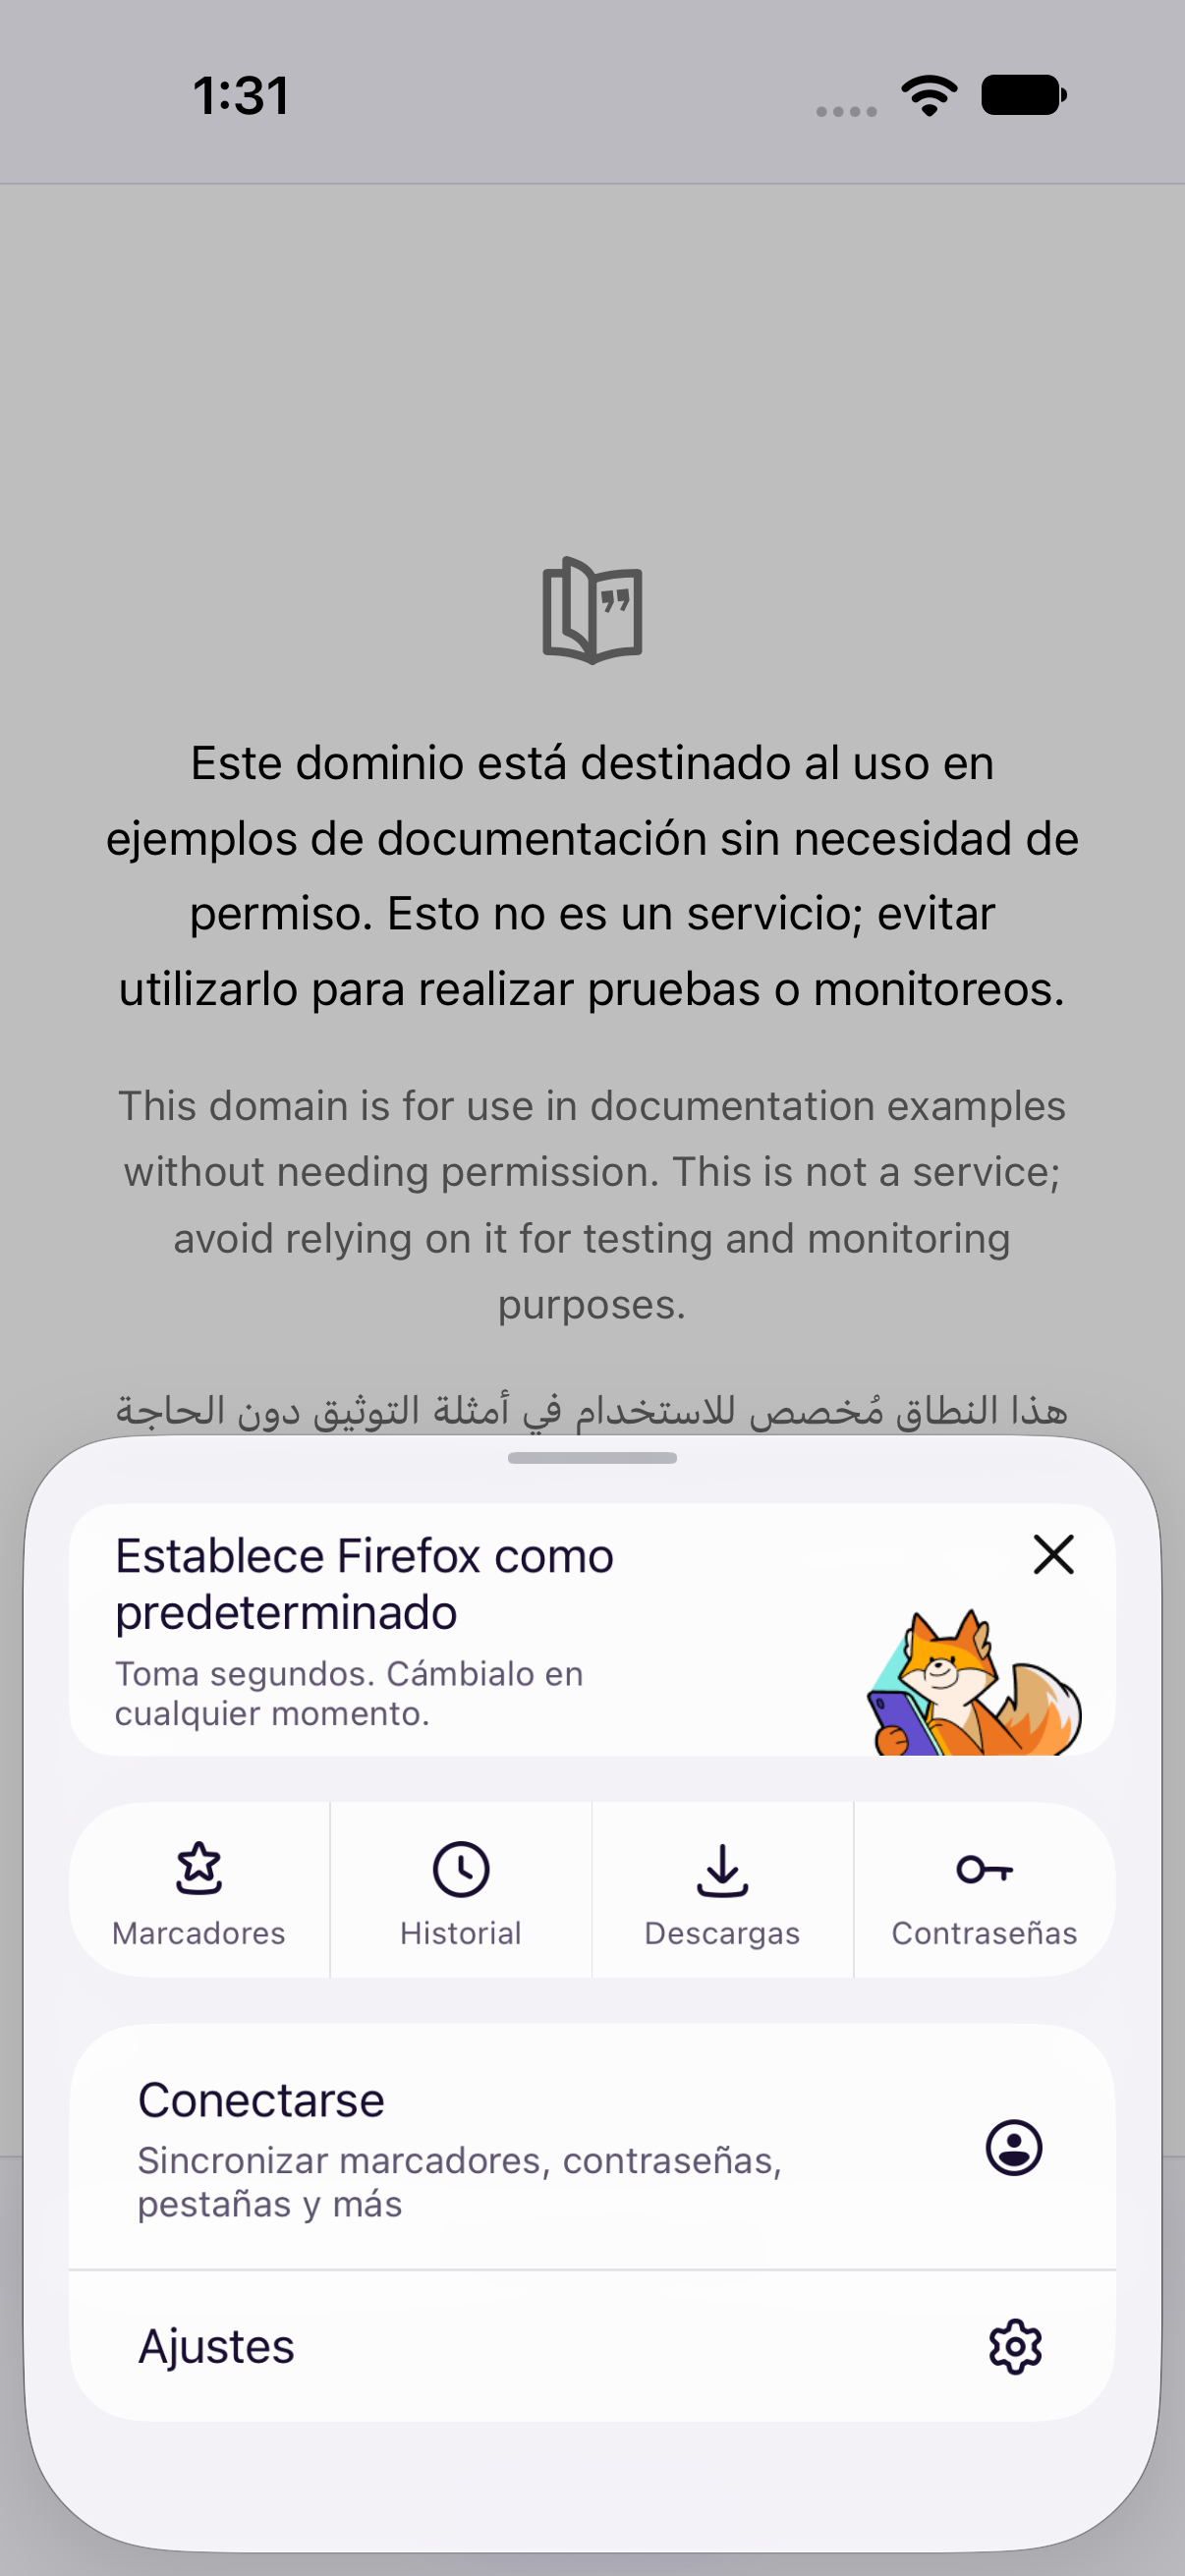 1:31
Este dominio está destinado al uso en
ejemplos de documentación sin necesidad de
permiso. Esto no es un servicio; evitar
utilizarlo para realizar pruebas o monitoreos.
This domain is for use in documentation examples
without needing permission. This is not a service;
avoid relying on it for testing and monitoring
purposes.
هذا النطاق مُخصص للاستخدام في أمثلة التوثيق دون الحاجة
Establece Firefox como
predeterminado
Toma segundos. Cámbialo en
cualquier momento.
Marcadores
Historial
Descargas
Contraseñas
Conectarse
Sincronizar marcadores, contraseñas,
pestañas y más
Ajustes